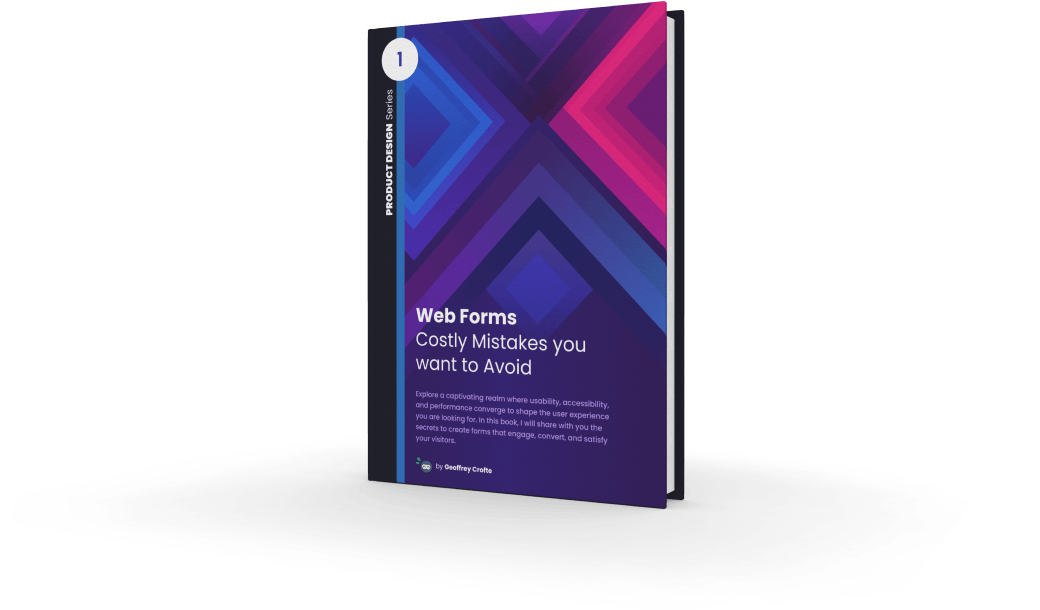 1
PRODUCT DESIGN Series
Web Forms
Costly Mistakes you
want to Avoid
Explore a captivating realm where usability, accessibility,
and performance converge to shape the user experience
you are looking for. In this book, I will share with you the
secrets to create forms that engage, convert, and satisfy
your visitors.
by Geoffrey Crofte